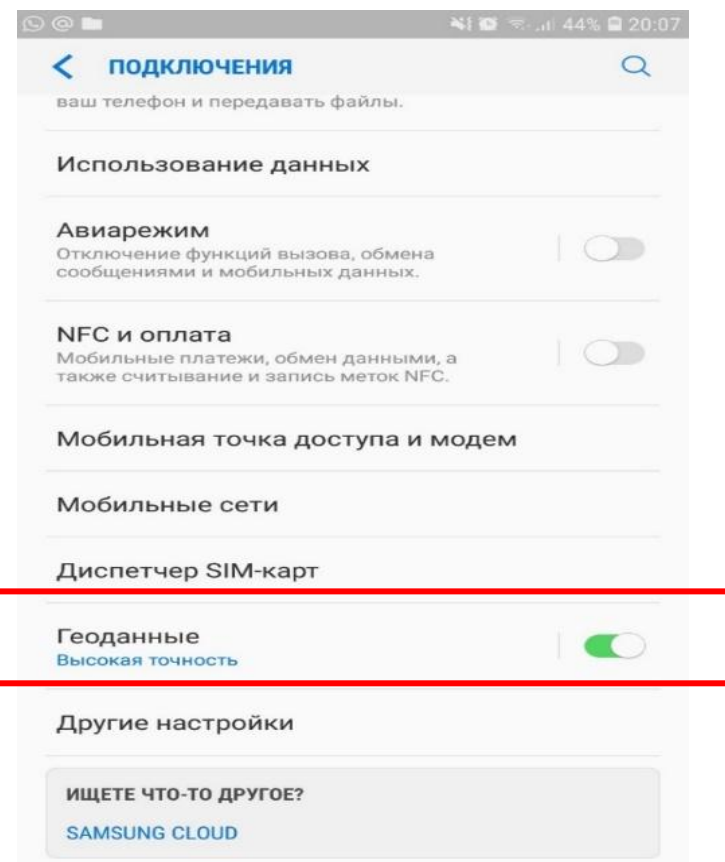 44% 20:07
ПОДКЛЮЧЕНИЯ
ваш телефон и передавать файлы.
Использование данных
Авиарежим
Отключение функций вызова, обмена
сообщениями и мобильных данных.
NFC и оплата
Мобильные платежи, обмен данными, а
также считывание и запись меток NFC.
Мобильная точка доступа и модем
Мобильные сети
Диспетчер SIM-карт
Геоданные
Высокая точность
Другие настройки
ИЩЕТЕ ЧТО-ТО ДРУГОЕ?
SAMSUNG CLOUD